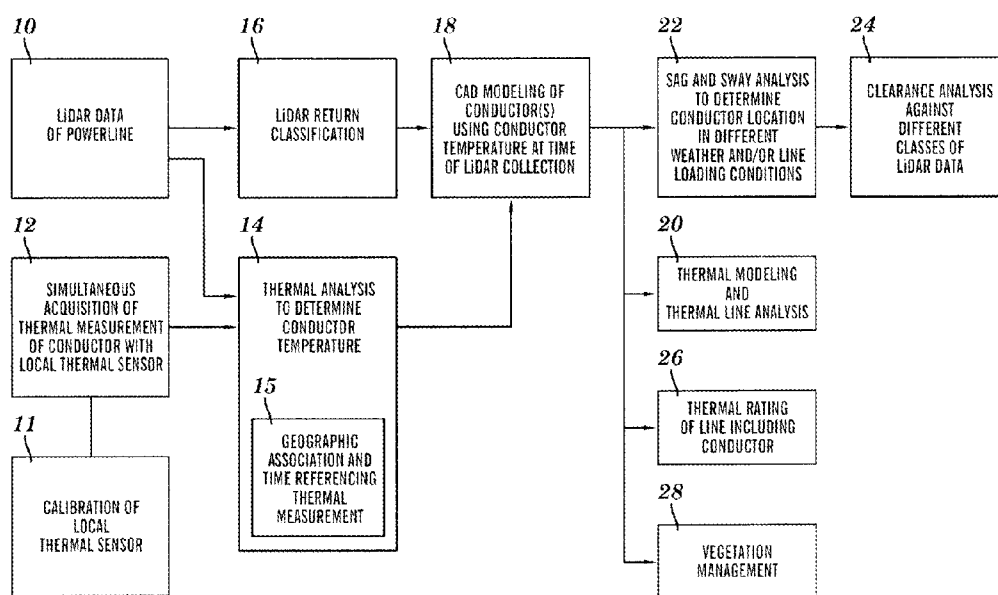 10
LiDAR DATA
OF POWERLINE
16
LiDAR RETURN
CLASSIFICATION
18
CAD MODELING OF
CONDUCTOR(S)
USING CONDUCTOR
TEMPERATURE AT TIME
OF LiDAR COLLECTION
22
SAG AND SWAY ANALYSIS
TO DETERMINE
CONDUCTOR LOCATION
IN DIFFERENT
WEATHER AND/OR LINE
LOADING CONDITIONS
24
CLEARANCE ANALYSIS
AGAINST
DIFFERENT
CLASSES OF
LiDAR DATA
12
SIMULTANEOUS
ACQUISITION OF
THERMAL MEASUREMENT
OF CONDUCTOR WITH
LOCAL THERMAL SENSOR
14
THERMAL ANALYSIS
TO DETERMINE
CONDUCTOR
TEMPERATURE
15
GEOGRAPHIC
ASSOCIATION AND
TIME REFERENCING
THERMAL
MEASUREMENT
20
THERMAL MODELING
AND
THERMAL LINE ANALYSIS
11
CALIBRATION OF
LOCAL
THERMAL SENSOR
26
THERMAL RATING
OF LINE INCLUDING
CONDUCTOR
28
VEGETATION
MANAGEMENT